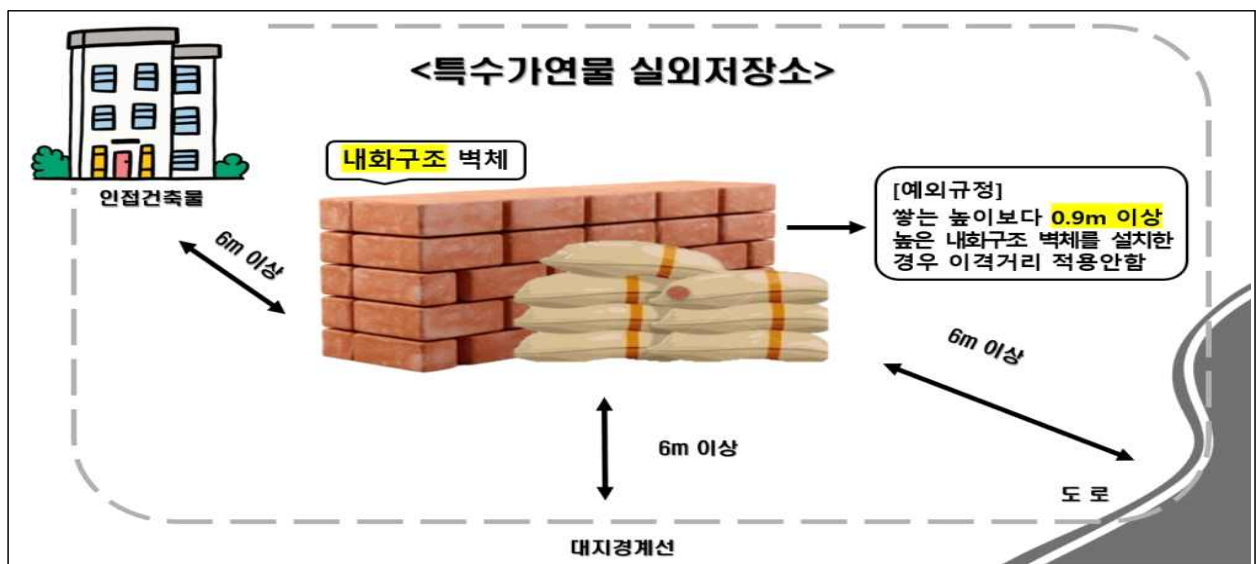 <특수가연물 실외저장소>
내화구조 벽체
인접건축물
[예외규정]
쌓는 높이보다 0.9m 이상
높은 내화구조 벽체를 설치한
경우 이격거리 적용안함
6m 이상
6m 이상
6m 이상
도 로
대지경계선